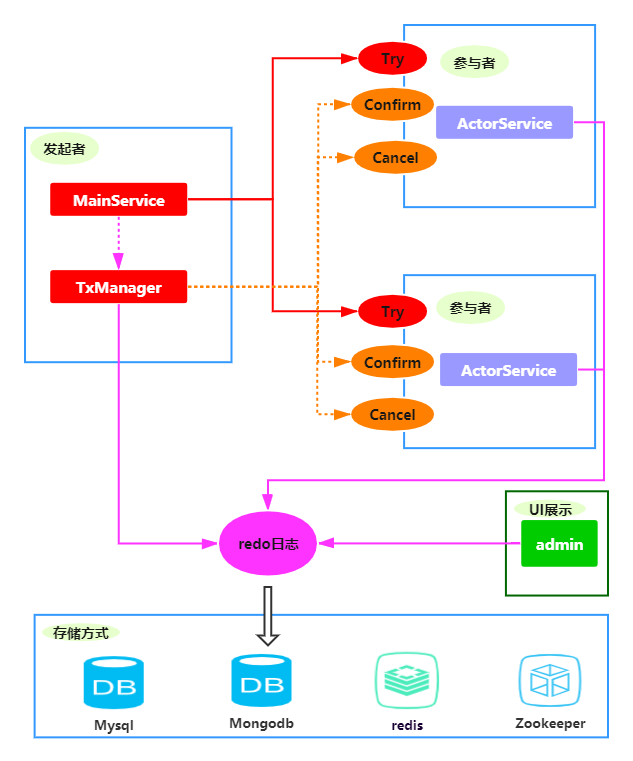 发起者
MainService
TxManager
Try
参与者
Confirm
ActorService
Cancel
Try
参与者
Confirm
ActorService
Cancel
redo日志
UI展示
admin
存储方式
DB
Mysql
DB
Mongodb
redis
Zookeeper